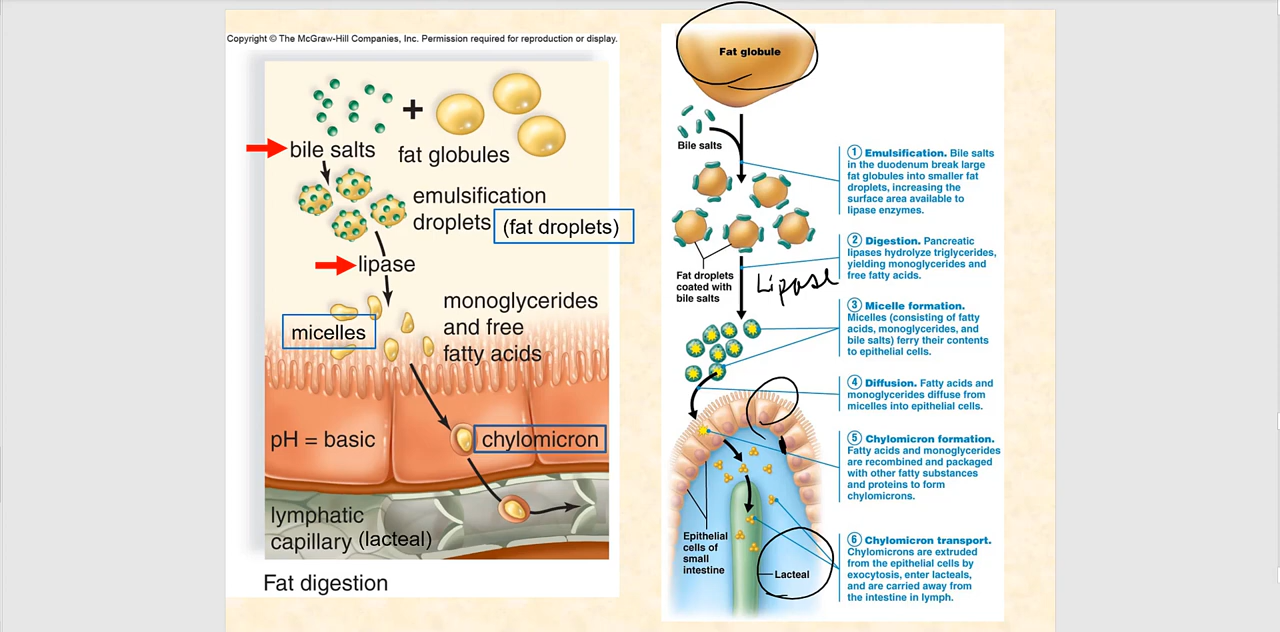 Copyright © The McGraw-Hill Companies, Inc. Permission required for reproduction or display.
bile salts
+
fat globules
emulsification
droplets (fat droplets)
lipase
micelles
monoglycerides
and free
fatty acids
pH = basic
chylomicron
lymphatic
capillary (lacteal)
Fat digestion
Fat globule
Bile salts
Fat droplets
coated with
bile salts
Lipase
Epithelial
cells of
small
intestine
Lacteal
① Emulsification. Bile salts
in the duodenum break large
fat globules into smaller fat
droplets, increasing the
surface area available to
lipase enzymes.
② Digestion. Pancreatic
lipases hydrolyze triglycerides,
yielding monoglycerides and
free fatty acids.
③ Micelle formation.
Micelles (consisting of fatty
acids, monoglycerides, and
bile salts) ferry their contents
to epithelial cells.
④ Diffusion. Fatty acids and
monoglycerides diffuse from
micelles into epithelial cells.
⑤ Chylomicron formation.
Fatty acids and monoglycerides
are recombined and packaged
with other fatty substances
and proteins to form
chylomicrons.
⑥ Chylomicron transport.
Chylomicrons are extruded
from the epithelial cells by
exocytosis, enter lacteals,
and are carried away from
the intestine in lymph.